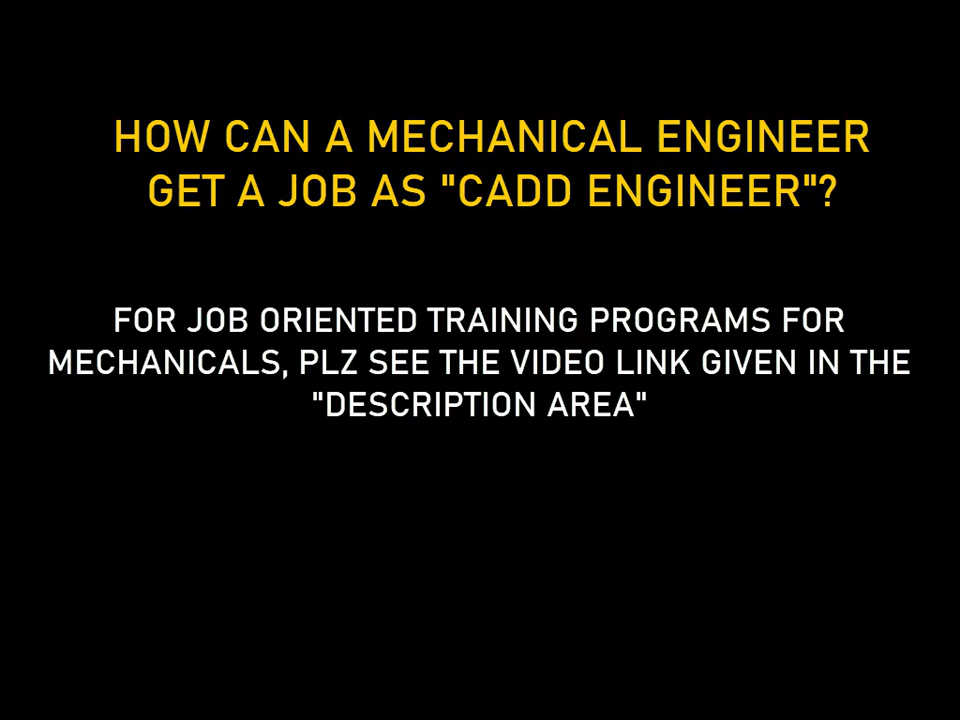 HOW CAN A MECHANICAL ENGINEER
GET A JOB AS "CADD ENGINEER"?
FOR JOB ORIENTED TRAINING PROGRAMS FOR
MECHANICALS, PLZ SEE THE VIDEO LINK GIVEN IN THE
"DESCRIPTION AREA"